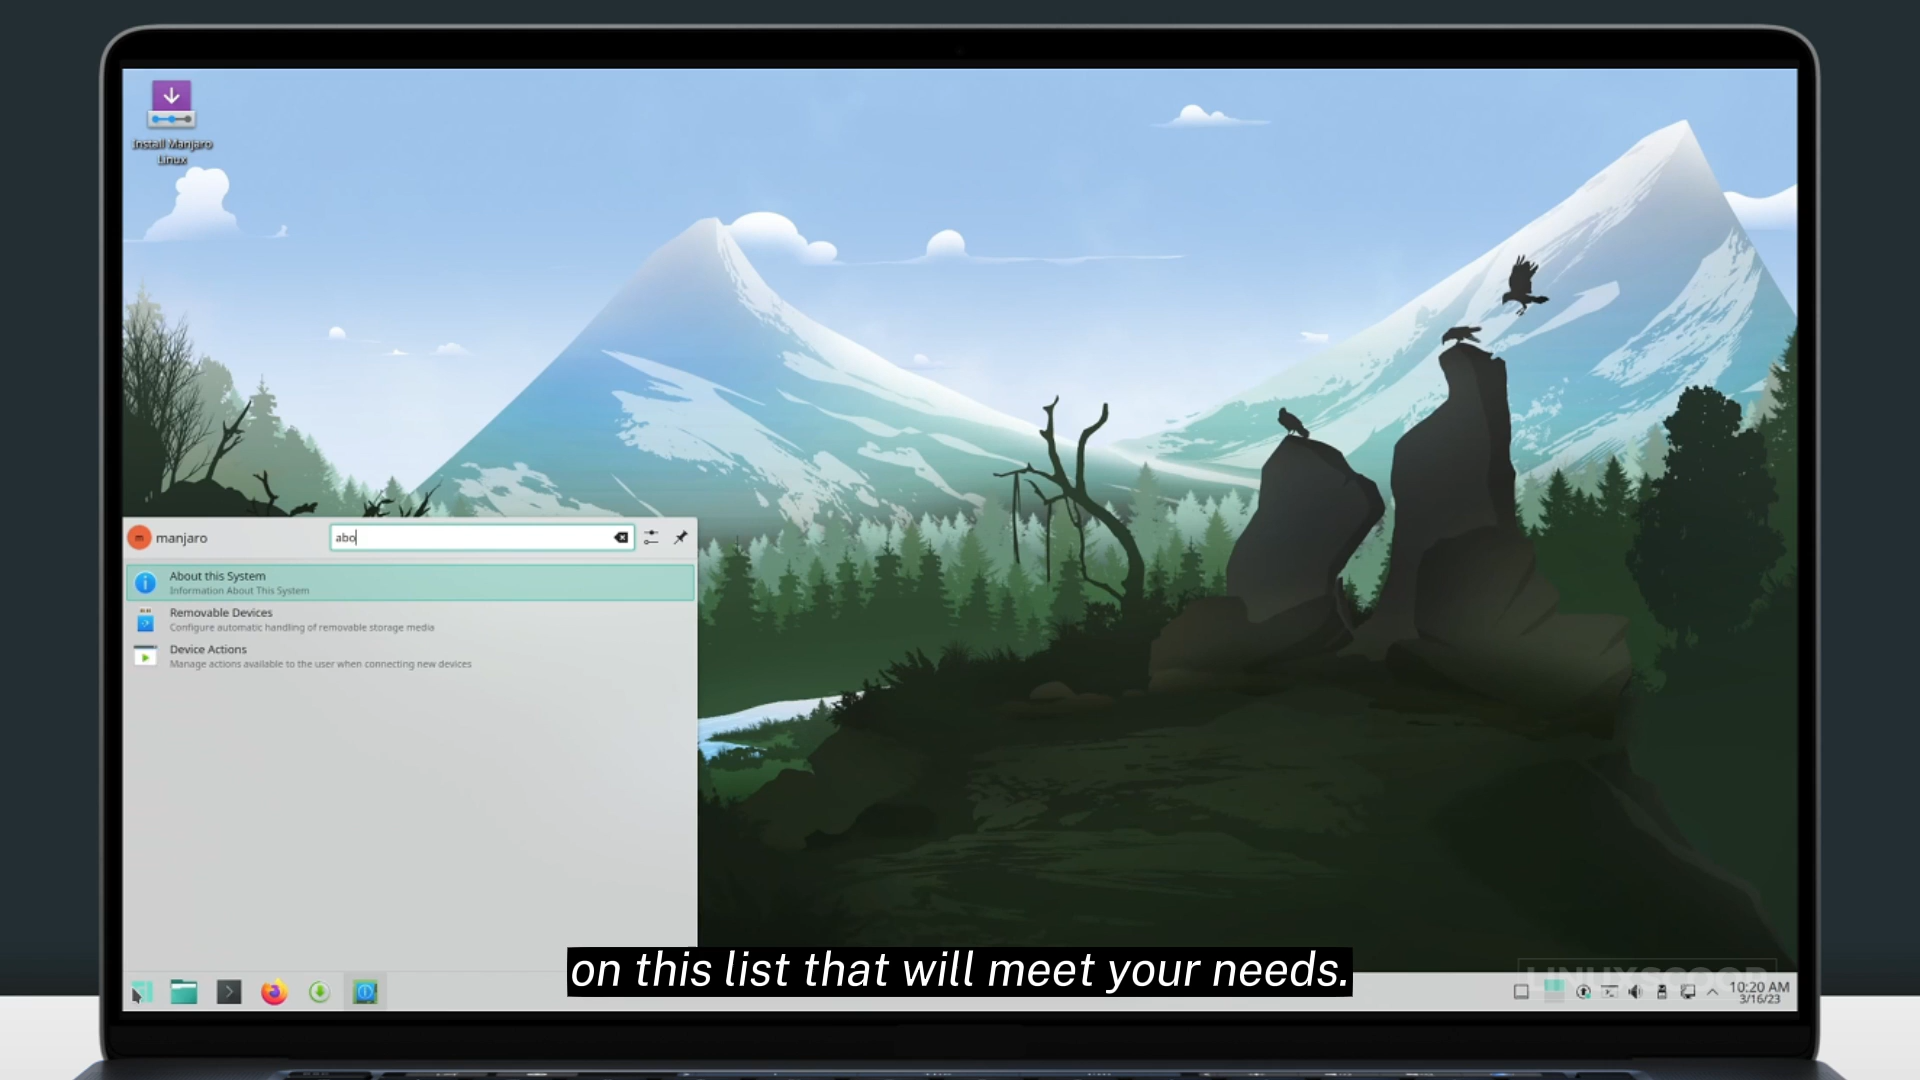 Install Manjaro
Linux
manjaro
abo
About this System
Information About This System
Removable Devices
Configure automatic handling of removable storage media
Device Actions
Manage actions available to the user when connecting new devices
on this list that will meet your needs.
LINUXSCOOP
10:20 AM
3/16/23